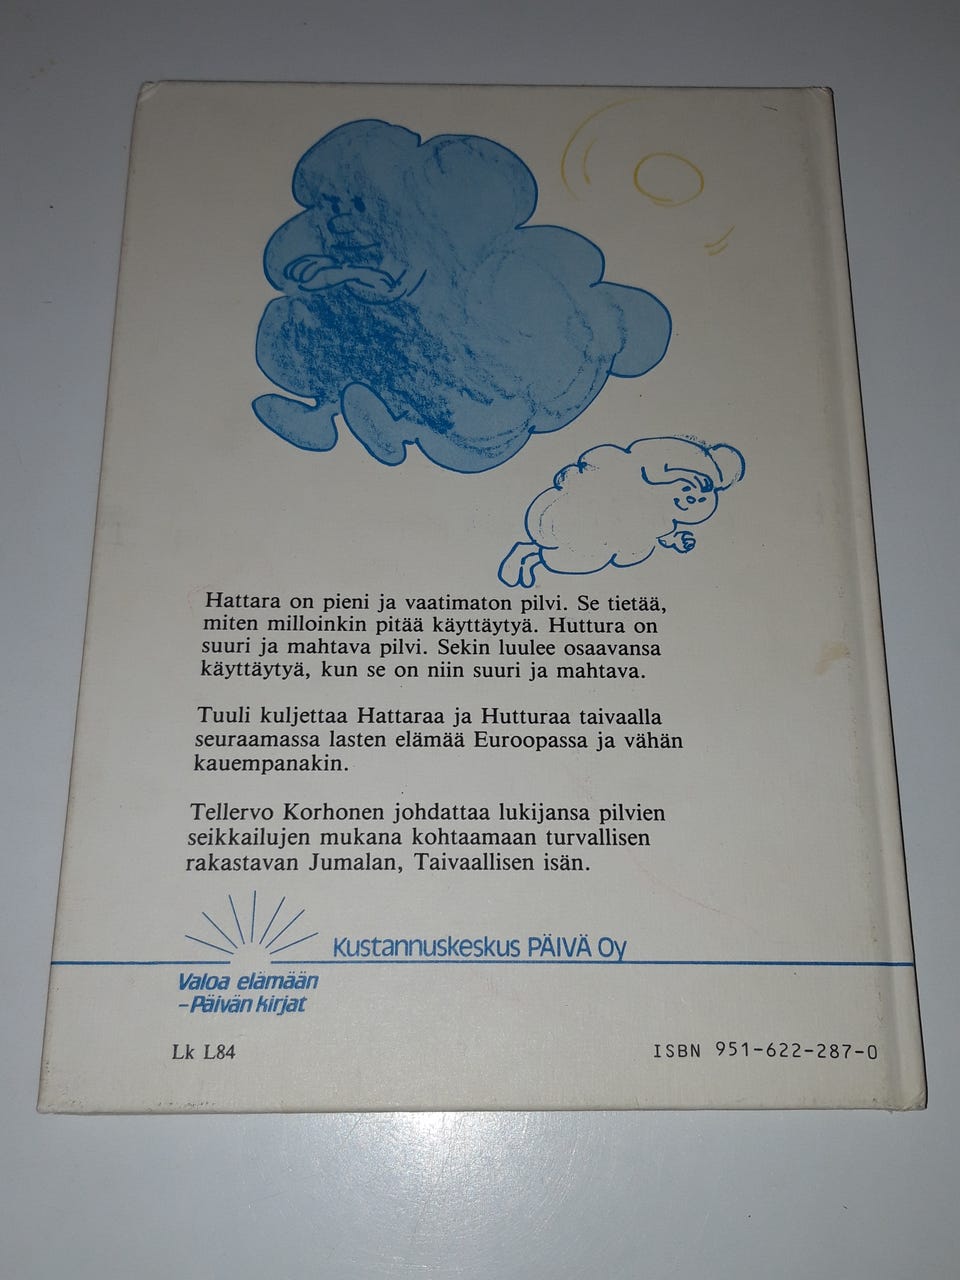 Hattara on pieni ja vaatimaton pilvi. Se tietää,
miten milloinkin pitää käyttäytyä. Huttura on
suuri ja mahtava pilvi. Sekin luulee osaavansa
käyttäytyä, kun se on niin suuri ja mahtava.
Tuuli kuljettaa Hattaraa ja Hutturaa taivaalla
seuraamassa lasten elämää Euroopassa ja vähän
kauempanakin.
Tellervo Korhonen johdattaa lukijansa pilvien
seikkailujen mukana kohtaamaan turvallisen
rakastavan Jumalan, Taivaallisen isän.
Kustannuskeskus PÄIVÄ Oy
Valoa elämään
-Päivän kirjat
Lk L84
ISBN 951-622-287-0